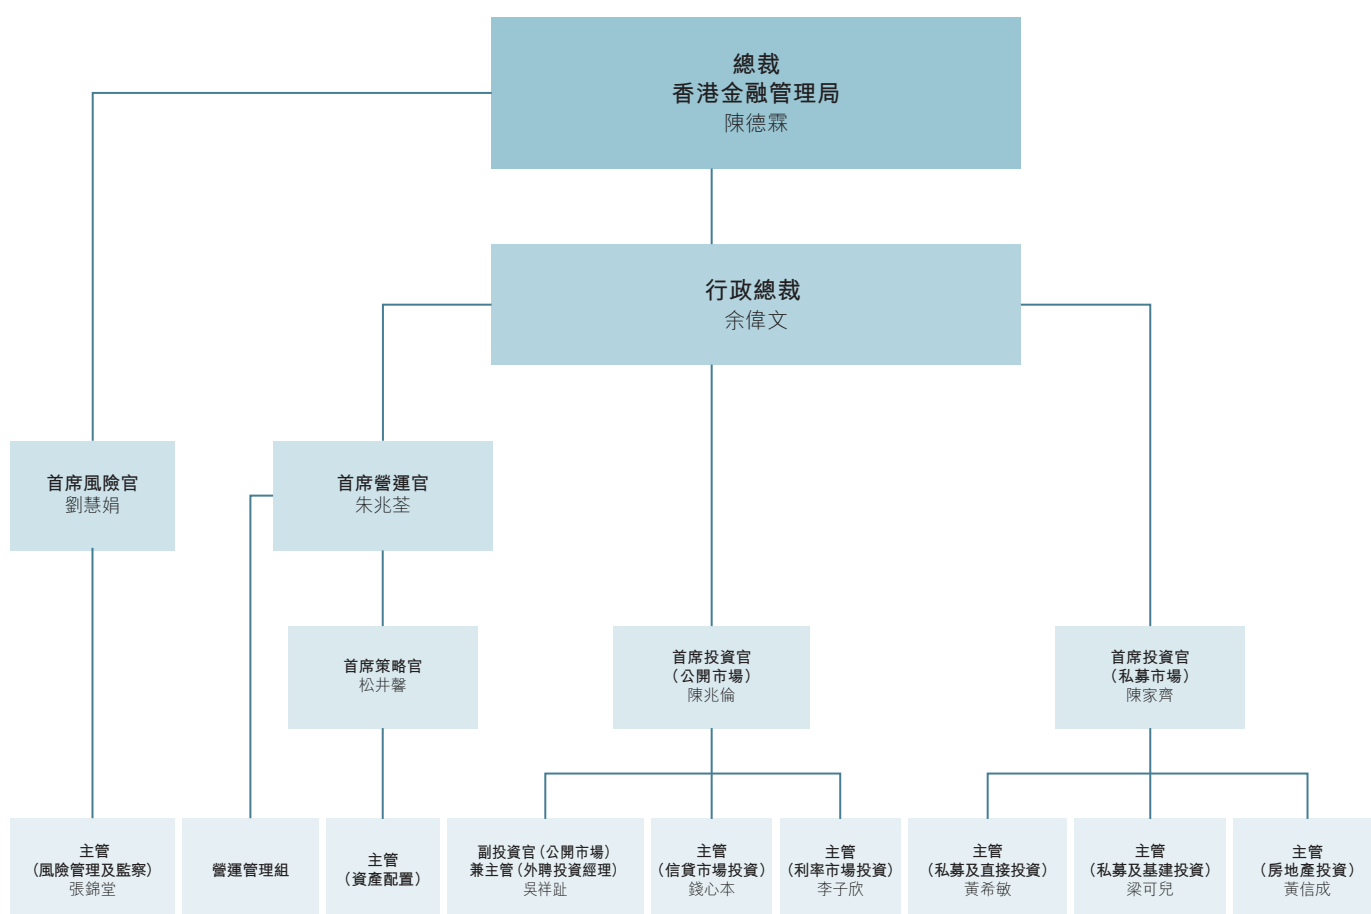 總裁
香港金融管理局
陳德霖
行政總裁
余偉文
首席風險官
劉慧娟
首席營運官
朱兆荃
首席策略官
松井馨
首席投資官
（公開市場）
陳兆倫
首席投資官
（私募市場）
陳家齊
主管
（風險管理及監察）
張錦堂
營運管理組
主管
（資產配置）
副投資官（公開市場）
兼主管（外聘投資經理）
吳祥趾
主管
（信貸市場投資）
錢心本
主管
（利率市場投資）
李子欣
主管
（私募及直接投資）
黃希敏
主管
（私募及基建投資）
梁可兒
主管
（房地產投資）
黃信成